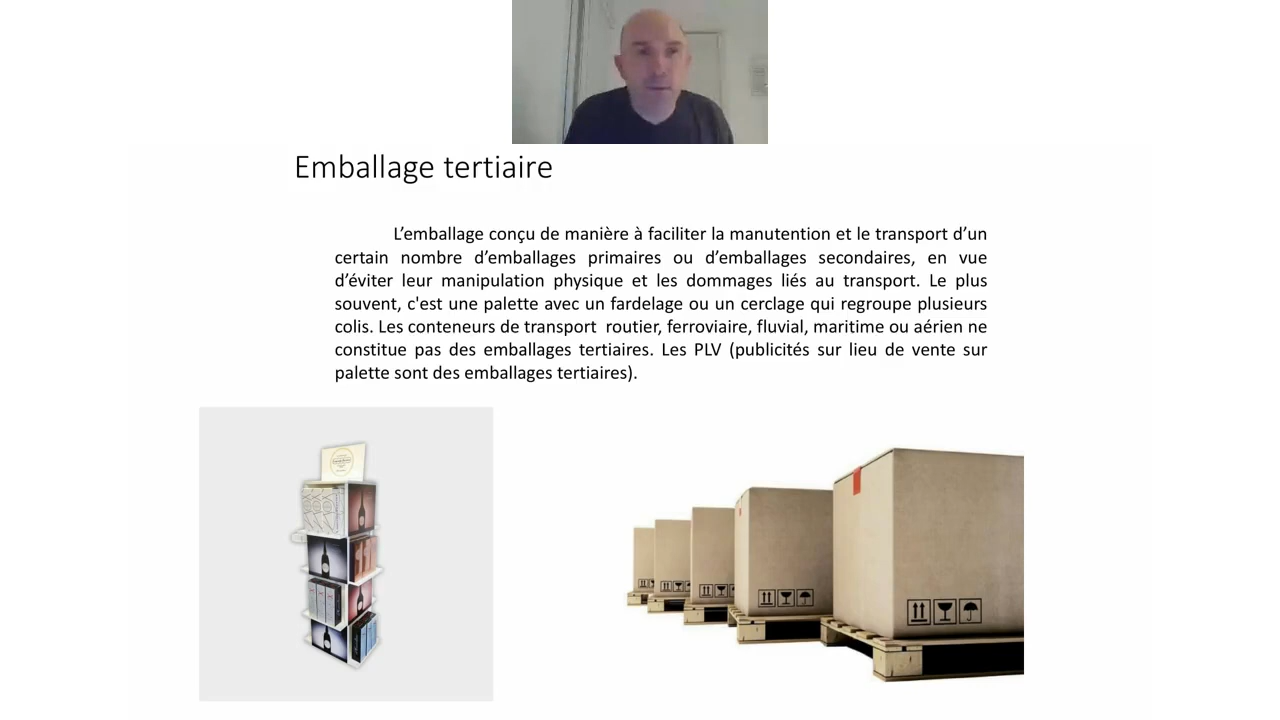 Emballage tertiaire
L’emballage conçu de manière à faciliter la manutention et le transport d’un
certain nombre d’emballages primaires ou d’emballages secondaires, en vue
d’éviter leur manipulation physique et les dommages liés au transport. Le plus
souvent, c'est une palette avec un fardelage ou un cerclage qui regroupe plusieurs
colis. Les conteneurs de transport routier, ferroviaire, fluvial, maritime ou aérien ne
constitue pas des emballages tertiaires. Les PLV (publicités sur lieu de vente sur
palette sont des emballages tertiaires).